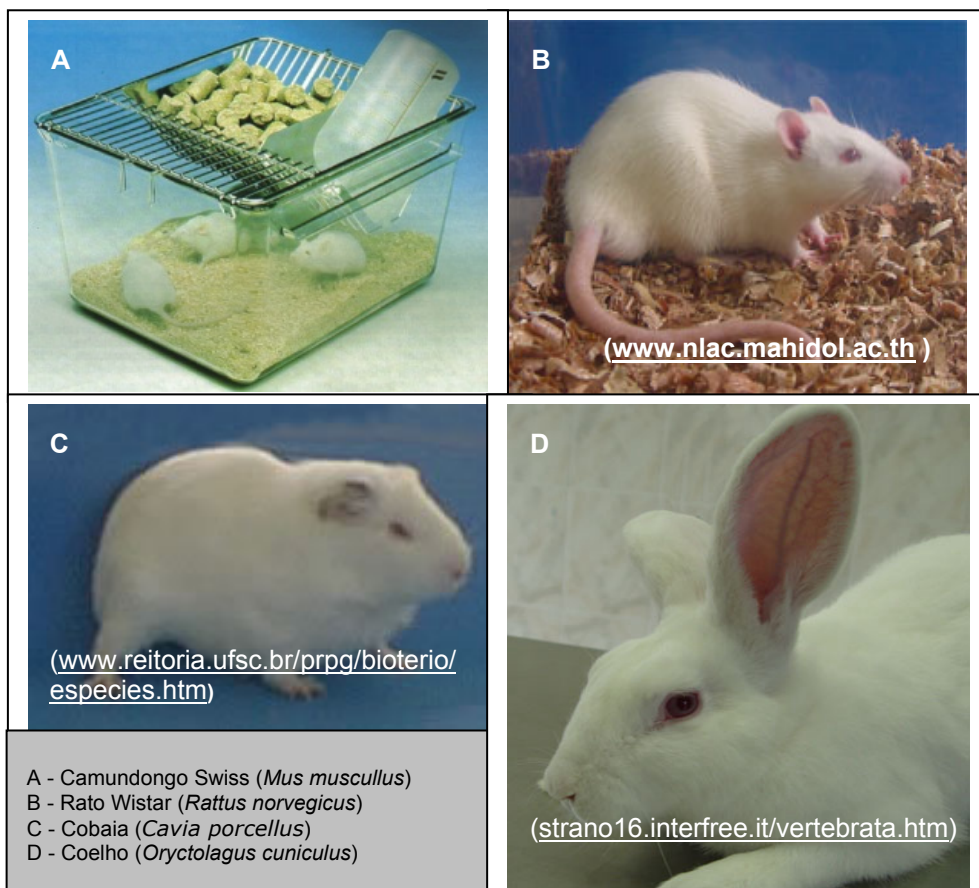 A
B
(www.nlac.mahidol.ac.th )
C
(www.reitoria.ufsc.br/prpg/bioterio/
especies.htm)
D
(strano16.interfree.it/vertebrata.htm)
A - Camundongo Swiss (Mus muscullus)
B - Rato Wistar (Rattus norvegicus)
C - Cobaia (Cavia porcellus)
D - Coelho (Oryctolagus cuniculus)